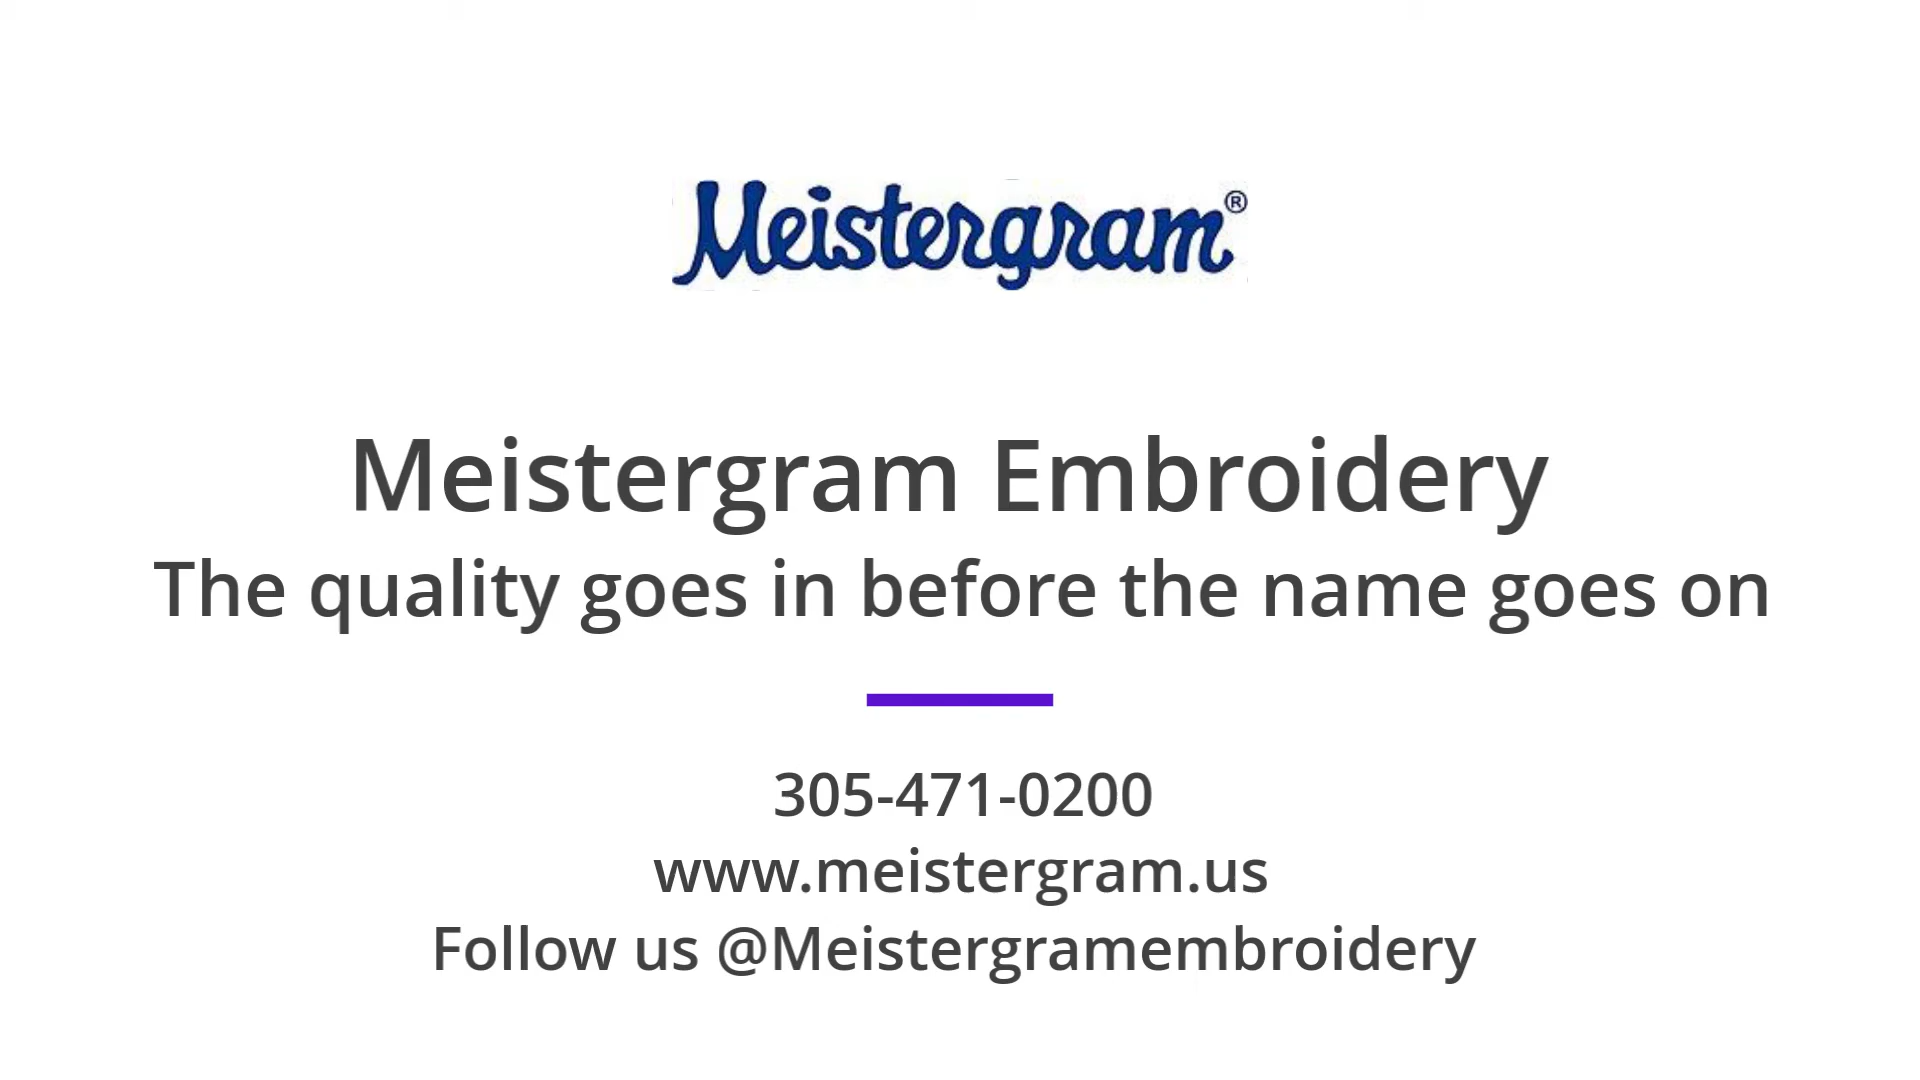 Meistergram®
Meistergram Embroidery
The quality goes in before the name goes on
305-471-0200
www.meistergram.us
Follow us @Meistergramembroidery